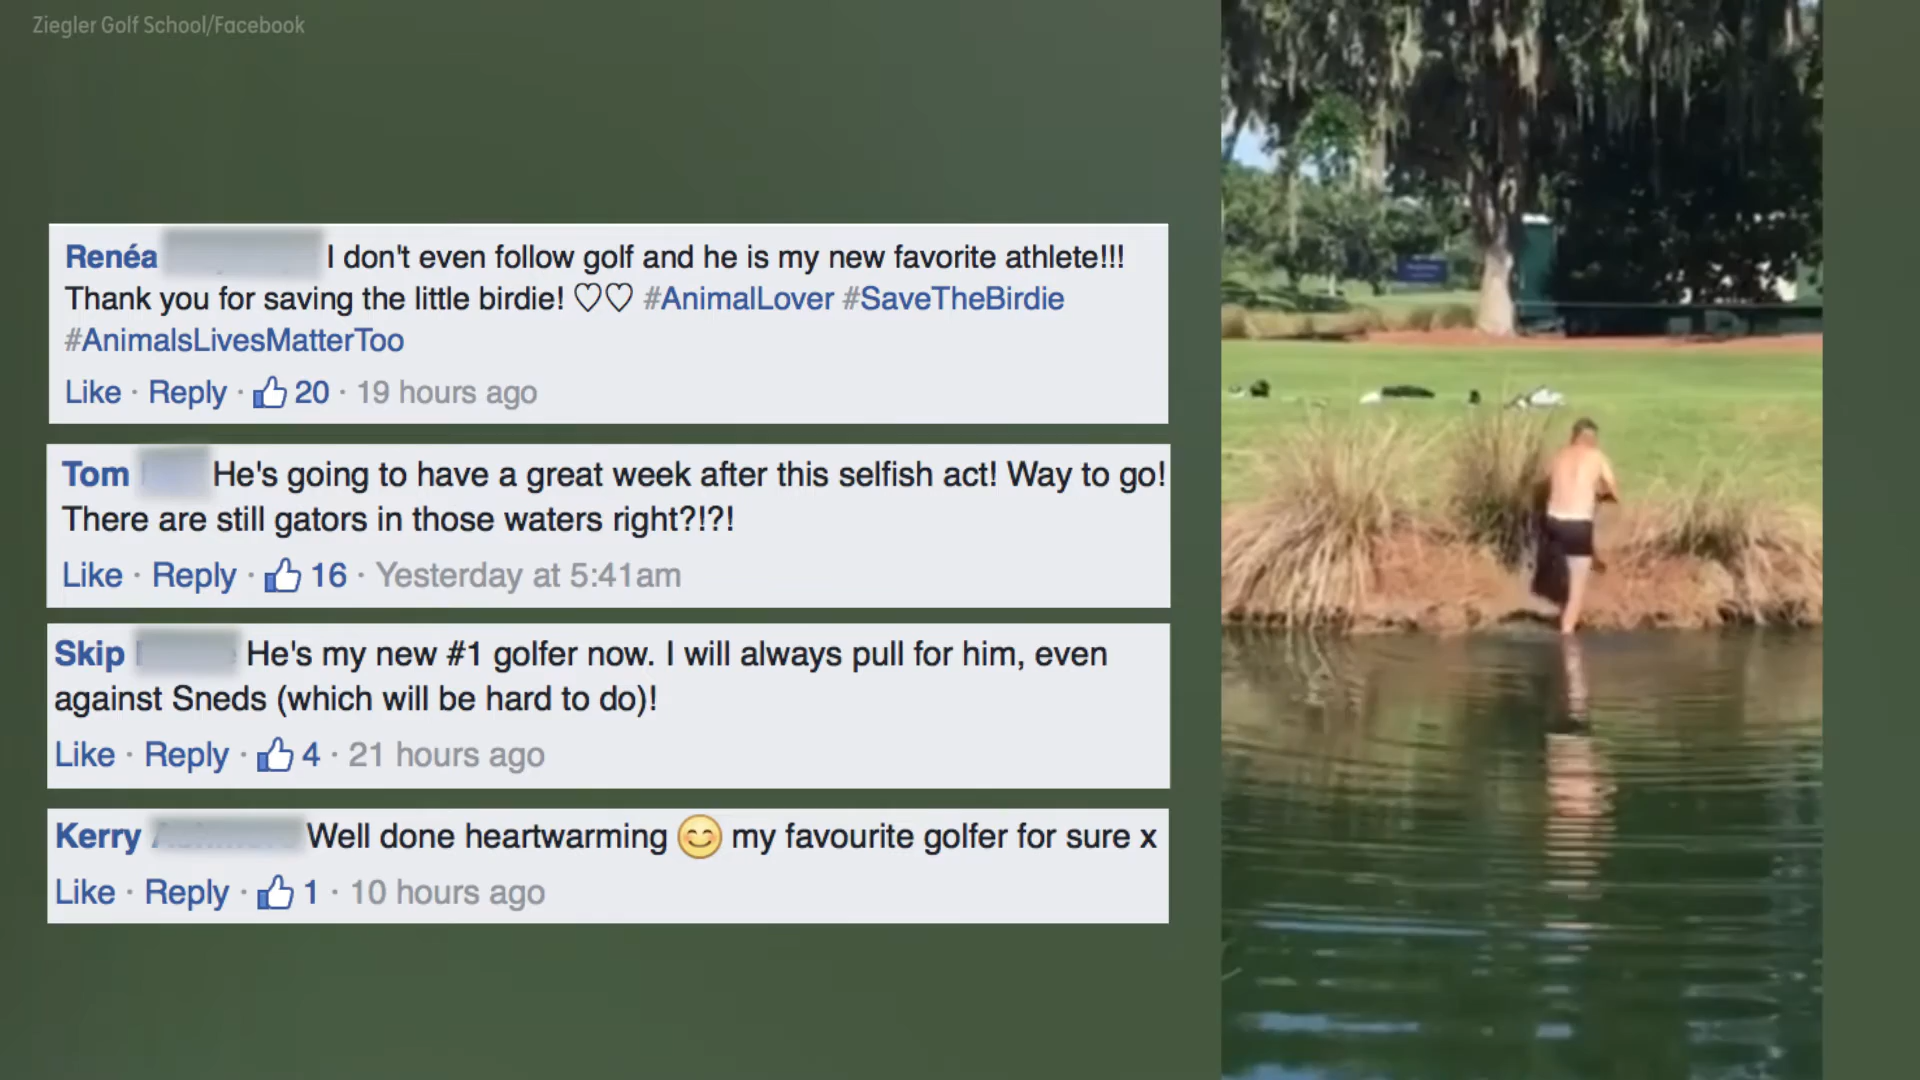 Ziegler Golf School/Facebook
Renéa I don't even follow golf and he is my new favorite athlete!!!
Thank you for saving the little birdie! ♡♡ #AnimalLover #SaveTheBirdie
#AnimalsLivesMatterToo
Like · Reply · 20 · 19 hours ago
Tom He's going to have a great week after this selfish act! Way to go!
There are still gators in those waters right?!?!
Like · Reply · 16 · Yesterday at 5:41am
Skip He's my new #1 golfer now. I will always pull for him, even
against Sneds (which will be hard to do)!
Like · Reply · 4 · 21 hours ago
Kerry Well done heartwarming 😊 my favourite golfer for sure x
Like · Reply · 1 · 10 hours ago